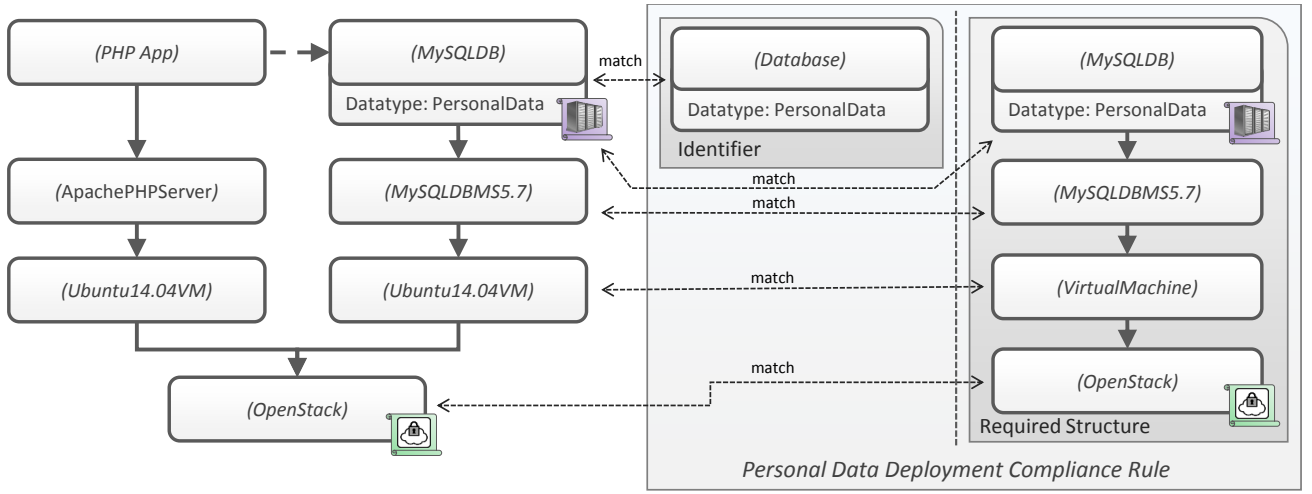 (PHP App)
(MySQLDB)
Datatype: PersonalData
(ApachePHPServer)
(MySQLDBMS5.7)
(Ubuntu14.04VM)
(Ubuntu14.04VM)
(OpenStack)
match
match
match
match
match
(Database)
Datatype: PersonalData
Identifier
(MySQLDB)
Datatype: PersonalData
(MySQLDBMS5.7)
(VirtualMachine)
(OpenStack)
Required Structure
Personal Data Deployment Compliance Rule